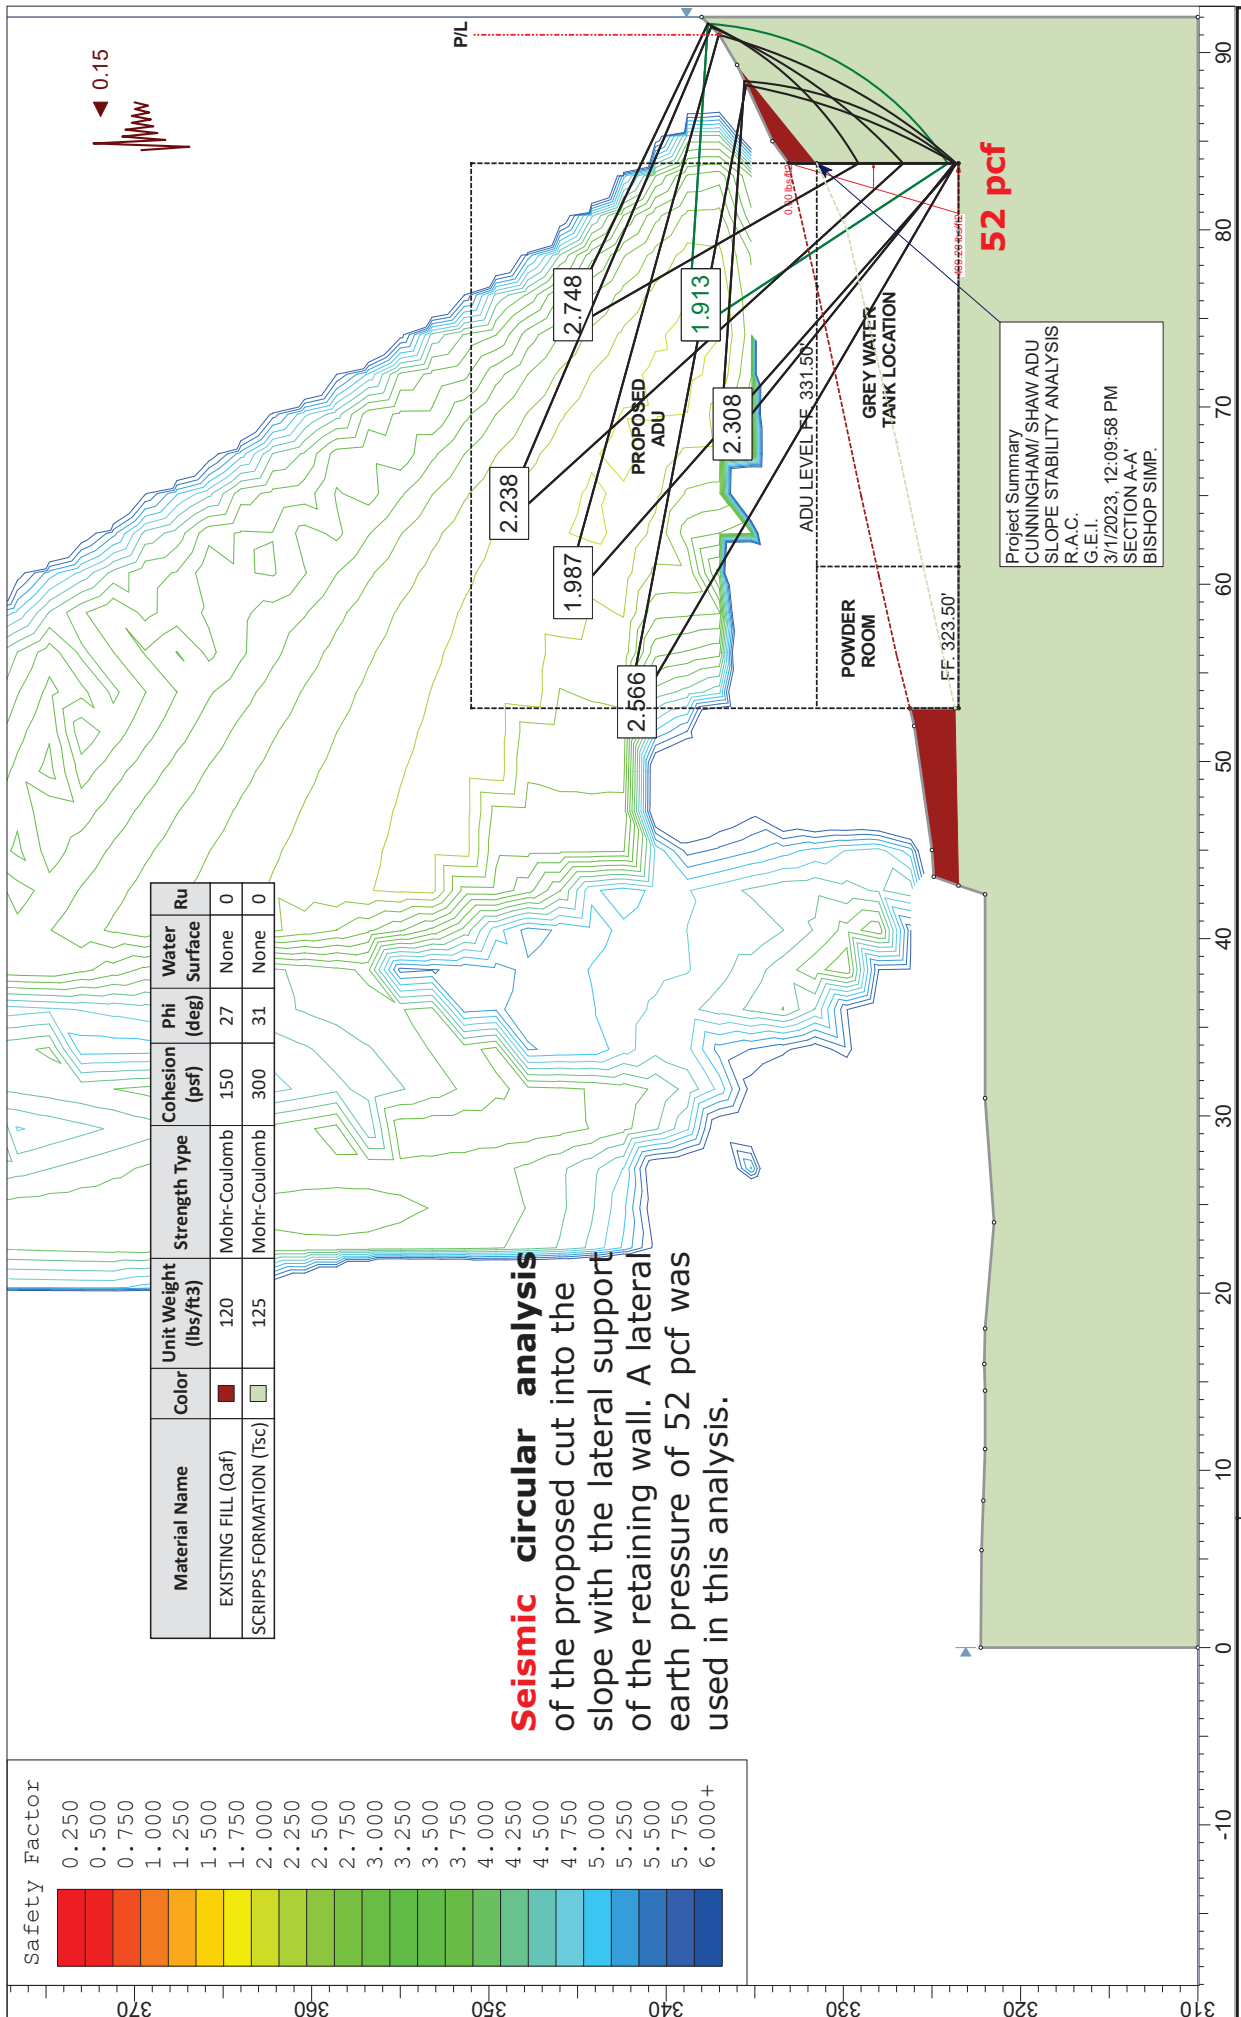 Safety Factor
0.250
0.500
0.750
1.000
1.250
1.500
1.750
2.000
2.250
2.500
2.750
3.000
3.250
3.500
3.750
4.000
4.250
4.500
4.750
5.000
5.250
5.500
5.750
6.000+
Material Name Color Unit Weight (lbs/ft3) Strength Type Cohesion (psf) Phi (deg) Water Surface Ru
EXISTING FILL (Qaf) 120 Mohr-Coulomb 150 27 None 0
SCRIPPS FORMATION (Tsc) 125 Mohr-Coulomb 300 31 None 0
0.15
P/L
Seismic circular analysis
of the proposed cut into the
slope with the lateral support
of the retaining wall. A lateral
earth pressure of 52 pcf was
used in this analysis.
2.238
2.748
1.987
2.566
1.913
2.308
PROPOSED
ADU
ADU LEVEL FF. 331.50'
POWDER
ROOM
GREY WATER
TANK LOCATION
FF. 323.50'
0.00 lbs/ft2
52 pcf
Project Summary
CUNNINGHAM/ SHAW ADU
SLOPE STABILITY ANALYSIS
R.A.C.
G.E.I.
3/1/2023, 12:09:58 PM
SECTION A-A'
BISHOP SIMP.
370
360
350
340
330
320
310
-10
0
10
20
30
40
50
60
70
80
90